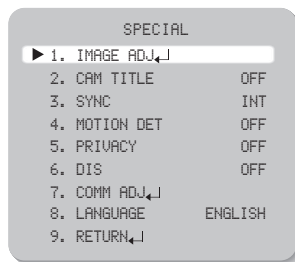 SPECIAL
▶ 1. IMAGE ADJ↵
2. CAM TITLE OFF
3. SYNC INT
4. MOTION DET OFF
5. PRIVACY OFF
6. DIS OFF
7. COMM ADJ↵
8. LANGUAGE ENGLISH
9. RETURN↵